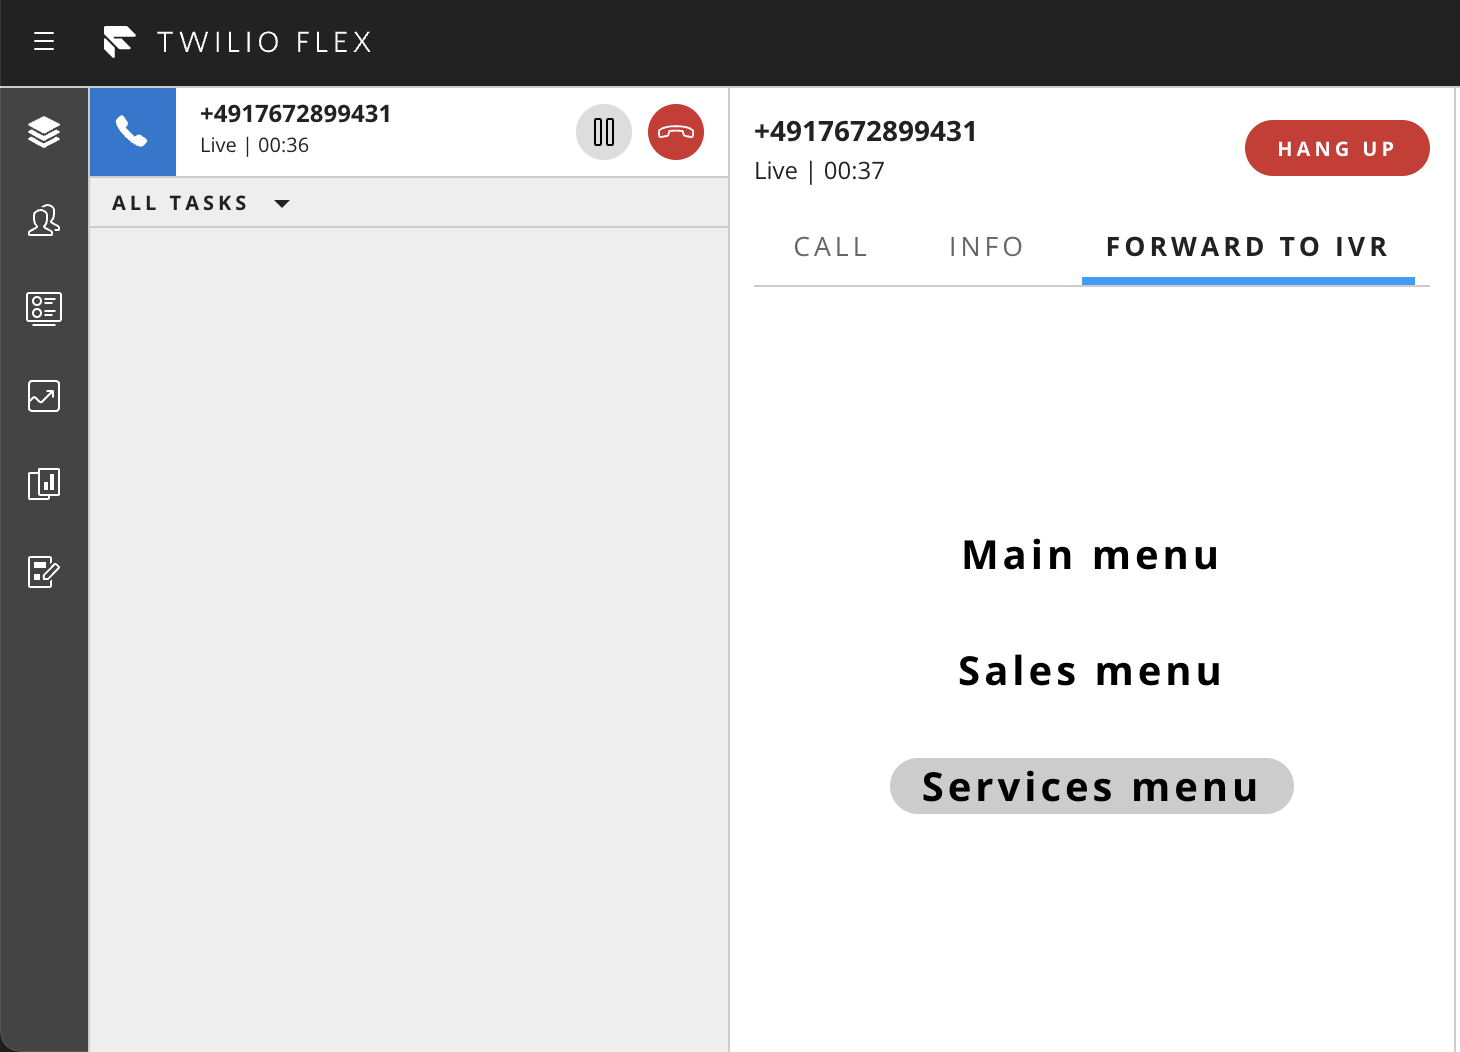 TWILIO FLEX
+4917672899431
Live | 00:36
ALL TASKS
+4917672899431
Live | 00:37
HANG UP
CALL INFO FORWARD TO IVR
Main menu
Sales menu
Services menu